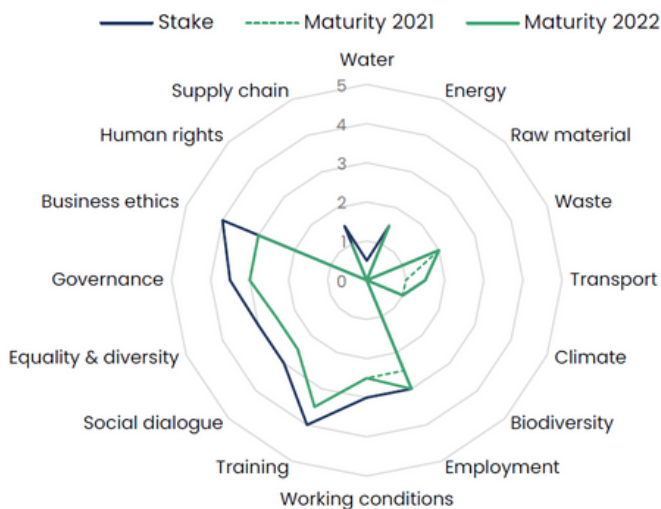 Stake Maturity 2021 Maturity 2022
Water
Supply chain Energy
Human rights Raw material
Business ethics Waste
Governance Transport
Equality & diversity Climate
Social dialogue Biodiversity
Training Employment
Working conditions
5
4
3
2
1
0